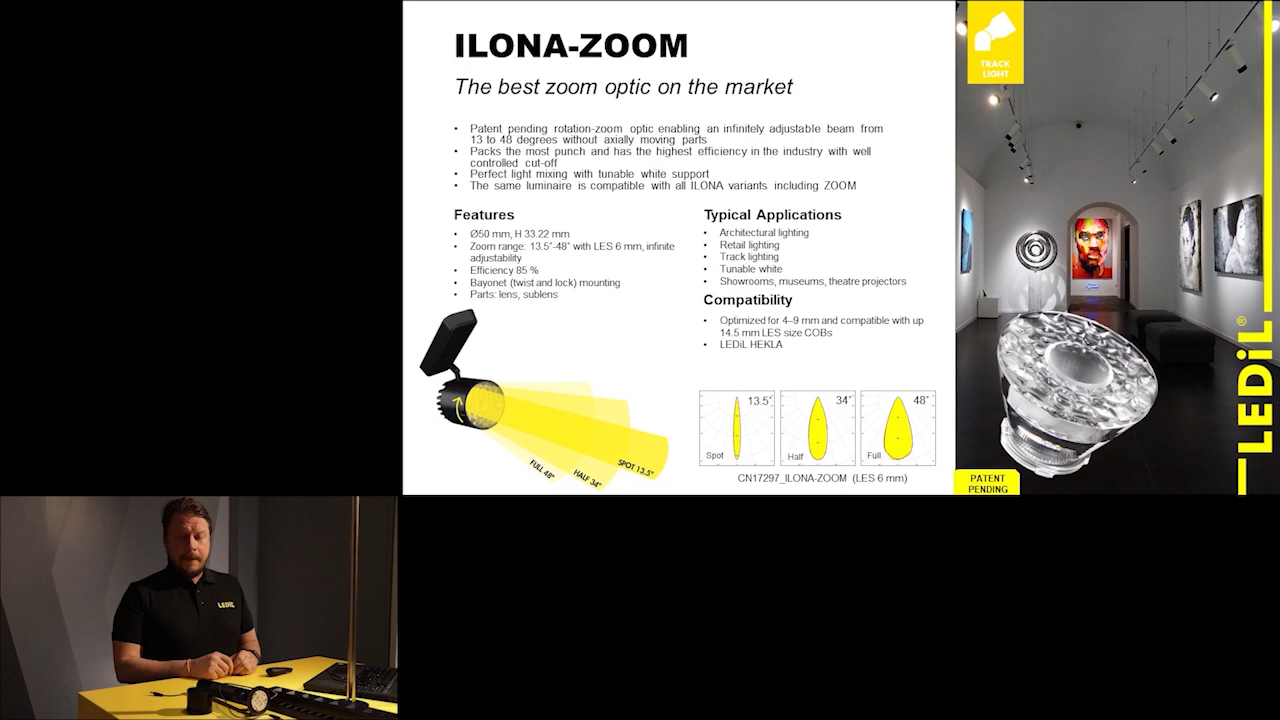 ILONA-ZOOM
The best zoom optic on the market
• Patent pending rotation-zoom optic enabling an infinitely adjustable beam from
13 to 48 degrees without axially moving parts
• Packs the most punch and has the highest efficiency in the industry with well
controlled cut-off
• Perfect light mixing with tunable white support
• The same luminaire is compatible with all ILONA variants including ZOOM
Features
• Ø50 mm, H 33.22 mm
• Zoom range: 13.5°-48° with LES 6 mm, infinite
adjustability
• Efficiency 85 %
• Bayonet (twist and lock) mounting
• Parts: lens, sublens
Typical Applications
• Architectural lighting
• Retail lighting
• Track lighting
• Tunable white
• Showrooms, museums, theatre projectors
Compatibility
• Optimized for 4–9 mm and compatible with up
14.5 mm LES size COBs
• LEDiL HEKLA
FULL 48°
HALF 34°
SPOT 13.5°
13.5°
Spot
34°
Half
48°
Full
CN17297_ILONA-ZOOM (LES 6 mm)
TRACK
LIGHT
LEDiL®
PATENT
PENDING
LEDiL